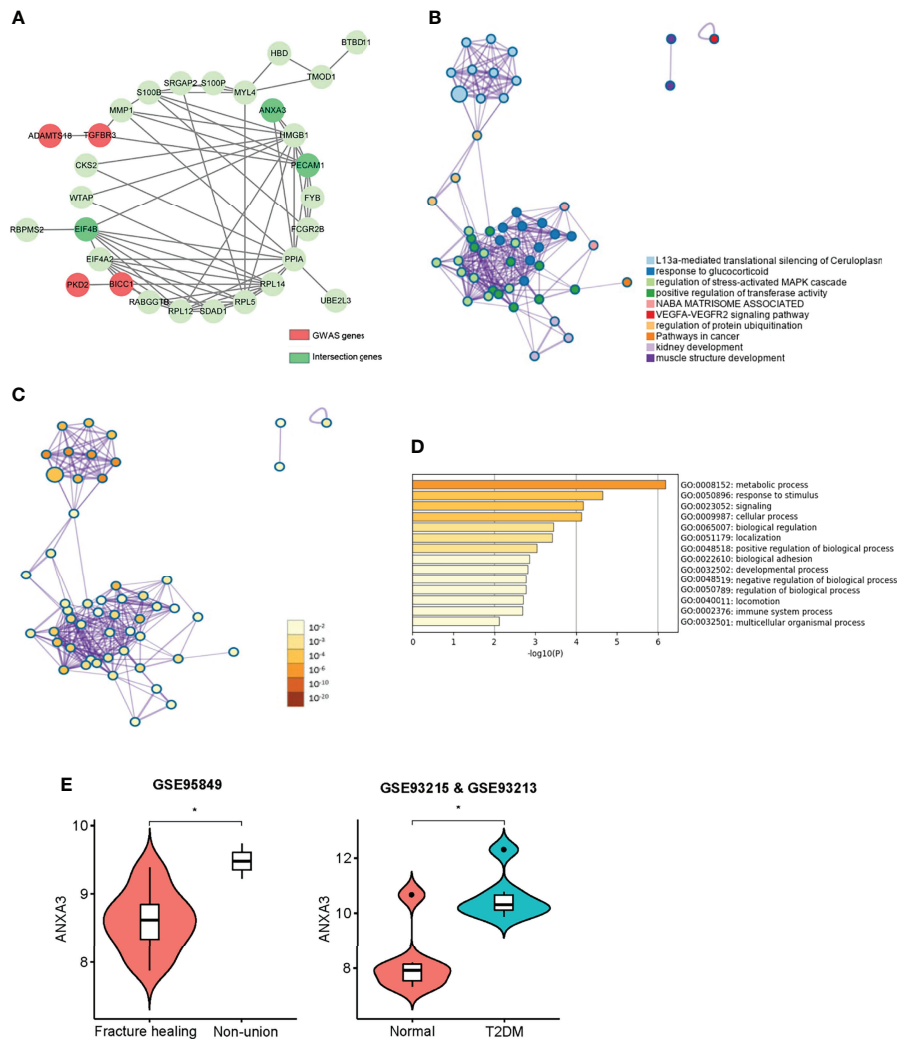 A
BTBD11
HBD
TMOD1
SRGAP2
S100P
S100B
MYL4
MMP1
ANXA3
HMGB1
ADAMTS18
TGFBR3
CKS2
PECAM1
WTAP
FYB
RBPMS2
EIF4B
FCGR2B
EIF4A2
PPIA
PKD2
BICC1
RPL14
RABGGTB
RPL5
UBE2L3
RPL12
SDAD1
GWAS genes
Intersection genes
B
L13a-mediated translational silencing of Ceruloplasm
response to glucocorticoid
regulation of stress-activated MAPK cascade
positive regulation of transferase activity
NABA MATRISOME ASSOCIATED
VEGFA-VEGFR2 signaling pathway
regulation of protein ubiquitination
Pathways in cancer
kidney development
muscle structure development
C
10-2
10-3
10-4
10-6
10-10
10-20
D
GO:0008152: metabolic process
GO:0050896: response to stimulus
GO:0023052: signaling
GO:0009987: cellular process
GO:0065007: biological regulation
GO:0051179: localization
GO:0048518: positive regulation of biological process
GO:0022610: biological adhesion
GO:0032502: developmental process
GO:0048519: negative regulation of biological process
GO:0050789: regulation of biological process
GO:0040011: locomotion
GO:0002376: immune system process
GO:0032501: multicellular organismal process
0 1 2 3 4 5 6
-log10(P)
E
GSE95849
*
10
9
8
ANXA3
Fracture healing Non-union
GSE93215 & GSE93213
*
12
10
8
ANXA3
Normal T2DM